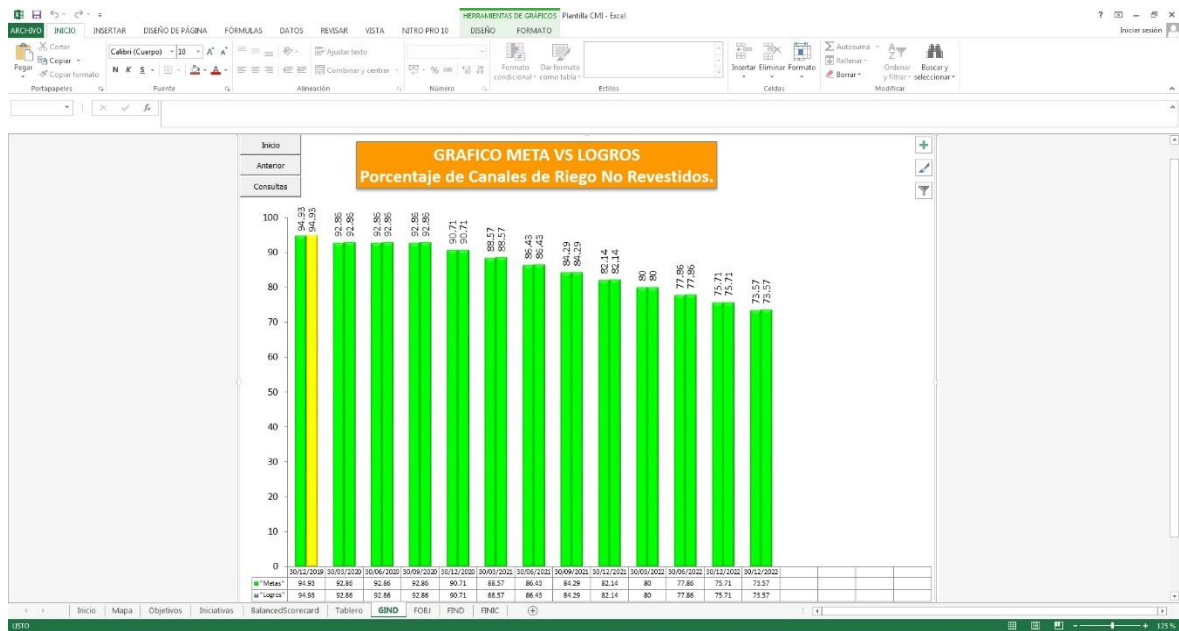 HERRAMIENTAS DE GRÁFICOS Plantilla CMI - Excel
ARCHIVO INICIO INSERTAR DISEÑO DE PÁGINA FÓRMULAS DATOS REVISAR VISTA NITRO PRO 10 DISEÑO FORMATO Iniciar sesión
Pegar
Cortar
Copiar
Copiar formato
Portapapeles
Calibri (Cuerpo) 10
N K S
Fuente
Ajustar texto
Combinar y centrar
Alineación
% 000
Número
Formato condicional
Dar formato como tabla
Estilos
Insertar Eliminar Formato
Celdas
Autosuma
Rellenar
Borrar
Ordenar y filtrar
Buscar y seleccionar
Modificar
fx
Inicio
Anterior
Consultas
GRAFICO META VS LOGROS
Porcentaje de Canales de Riego No Revestidos.
100
90
80
70
60
50
40
30
20
10
0
94.93 94.93 92.86 92.86 92.86 92.86 92.86 92.86 90.71 90.71 88.57 88.57 86.43 86.43 84.29 84.29 82.14 82.14 80 80 77.86 77.86 75.71 75.71 73.57 73.57
30/12/2019 30/03/2020 30/06/2020 30/09/2020 30/12/2020 30/03/2021 30/06/2021 30/09/2021 30/12/2021 30/03/2022 30/06/2022 30/12/2022 30/12/2022
"Metas" 94.93 92.86 92.86 92.86 90.71 88.57 86.43 84.29 82.14 80 77.86 75.71 73.57
"Logros" 94.93 92.86 92.86 92.86 90.71 88.57 86.43 84.29 82.14 80 77.86 75.71 73.57
Inicio Mapa Objetivos Iniciativas BalancedScorecard Tablero GIND FOBJ FIND FINIC
LISTO 125 %